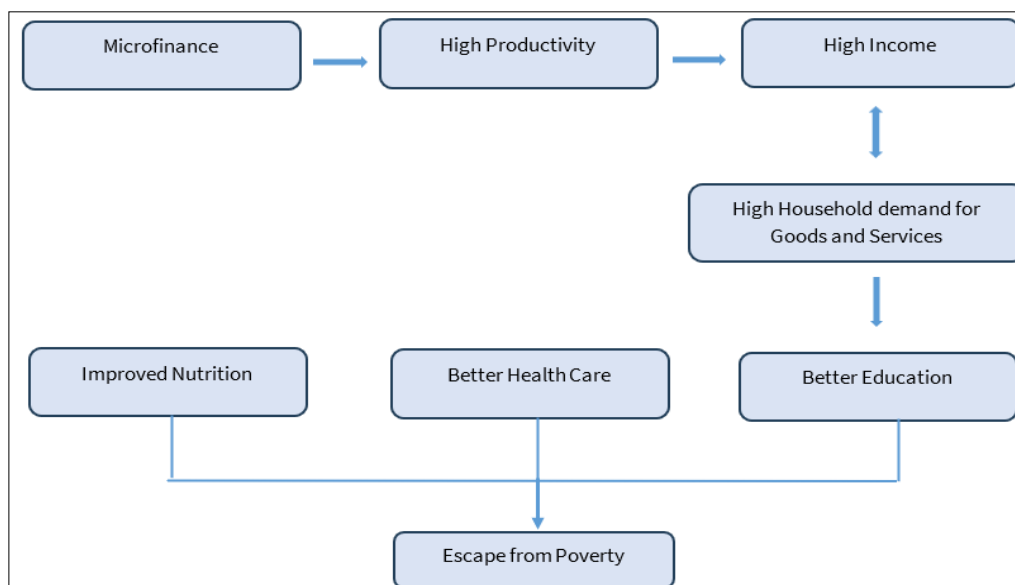 Microfinance
High Productivity
High Income
High Household demand for
Goods and Services
Improved Nutrition
Better Health Care
Better Education
Escape from Poverty